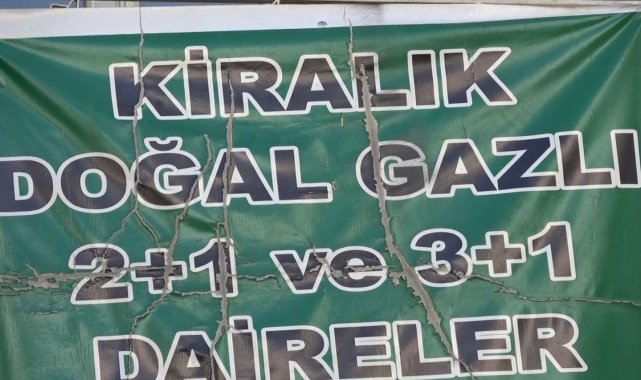 KİRALIK
DOĞAL GAZLI
2+1 ve 3+1
DAİRELER